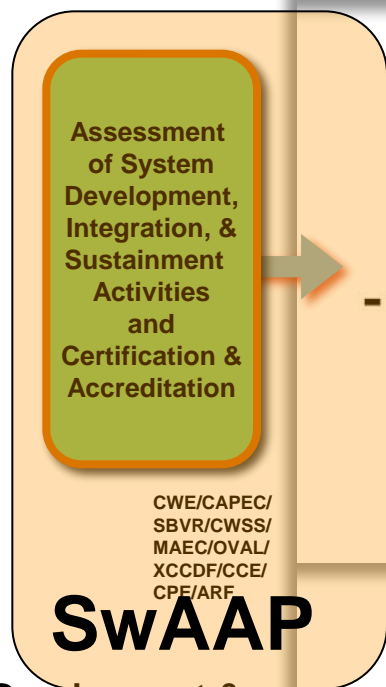 Assessment
of System
Development,
Integration, &
Sustainment
Activities
and
Certification &
Accreditation
-
CWE/CAPEC/
SBVR/CWSS/
MAEC/OVAL/
XCCDF/CCE/
CPE/ARF
SwAAP